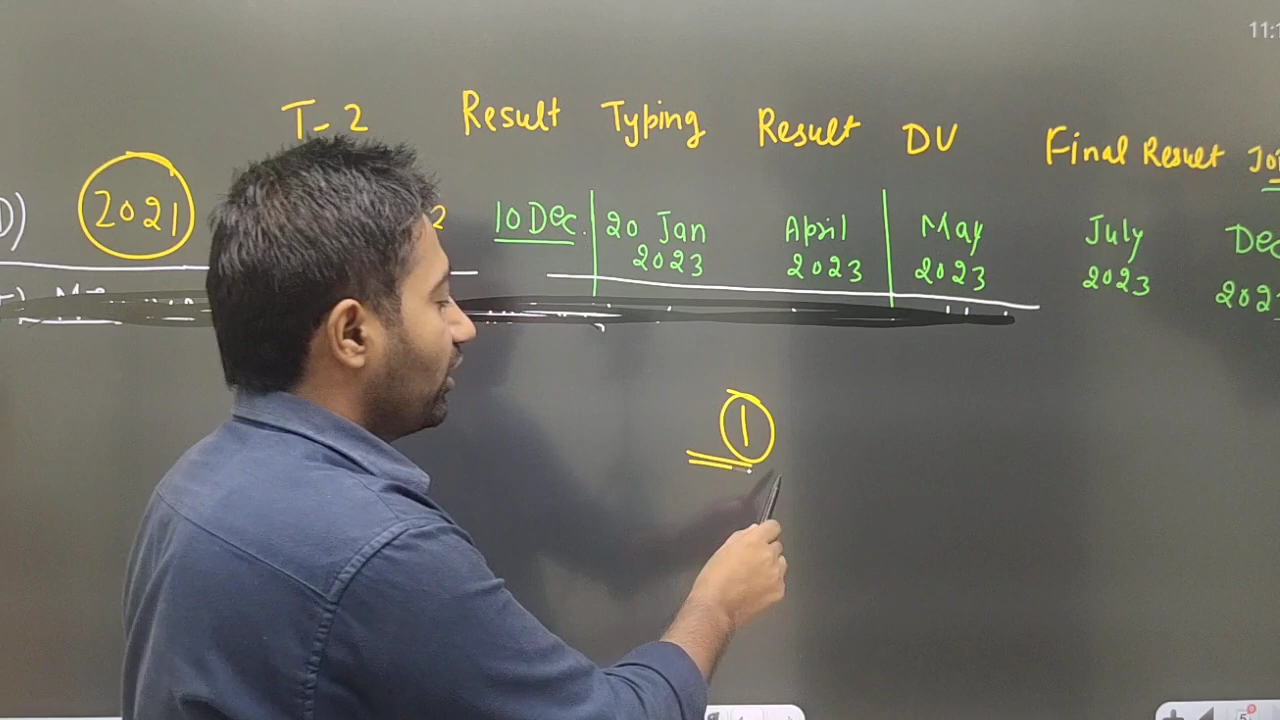 11:1
T-2 Result Typing Result DV Final Result
2021 2 10 Dec. 20 Jan 2023 April 2023 May 2023 July 2023 Dec
1